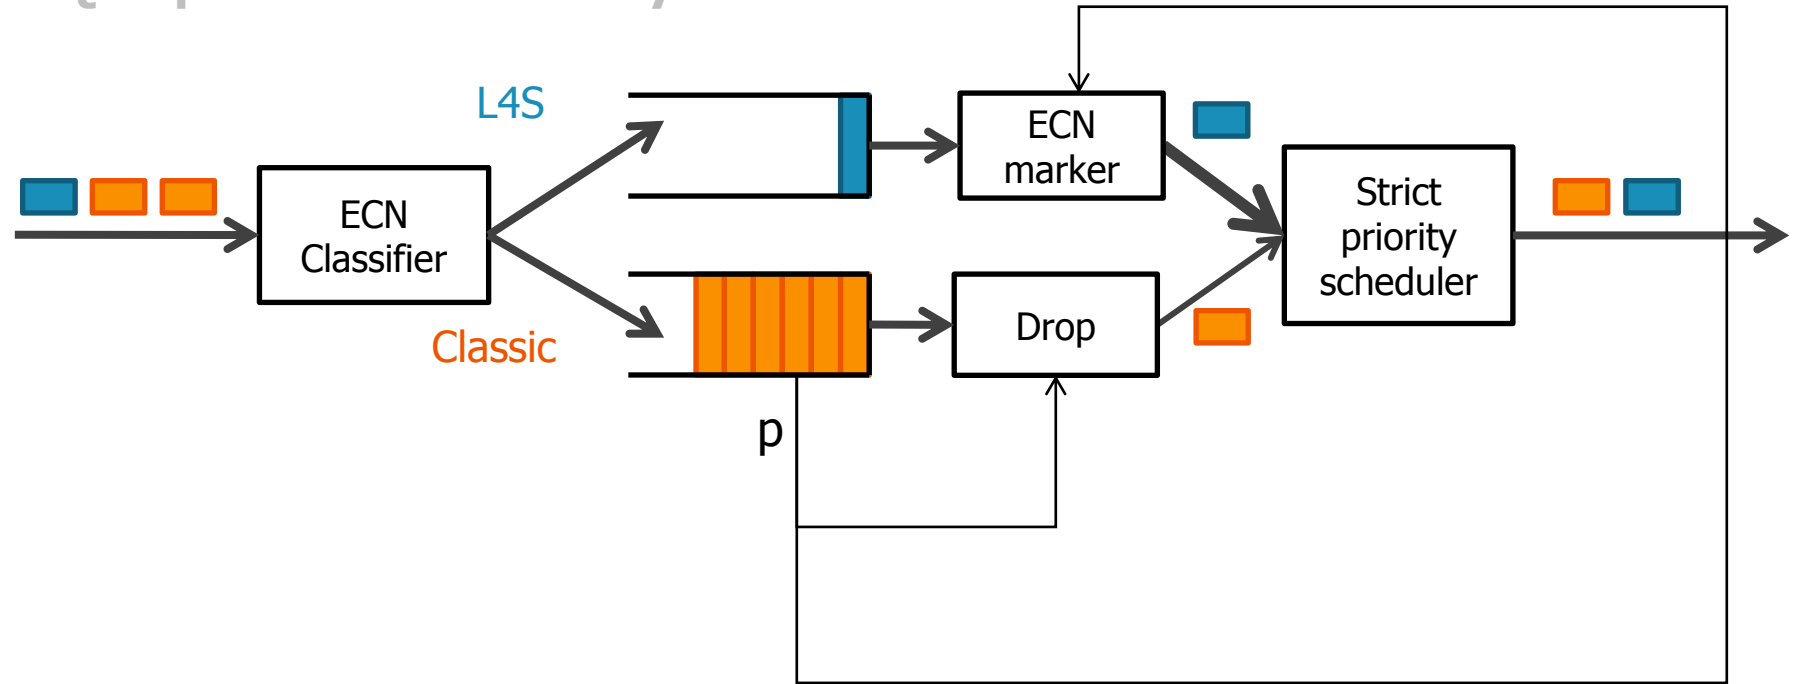 L4S
ECN
marker
ECN
Classifier
Strict
priority
scheduler
Classic
Drop
p